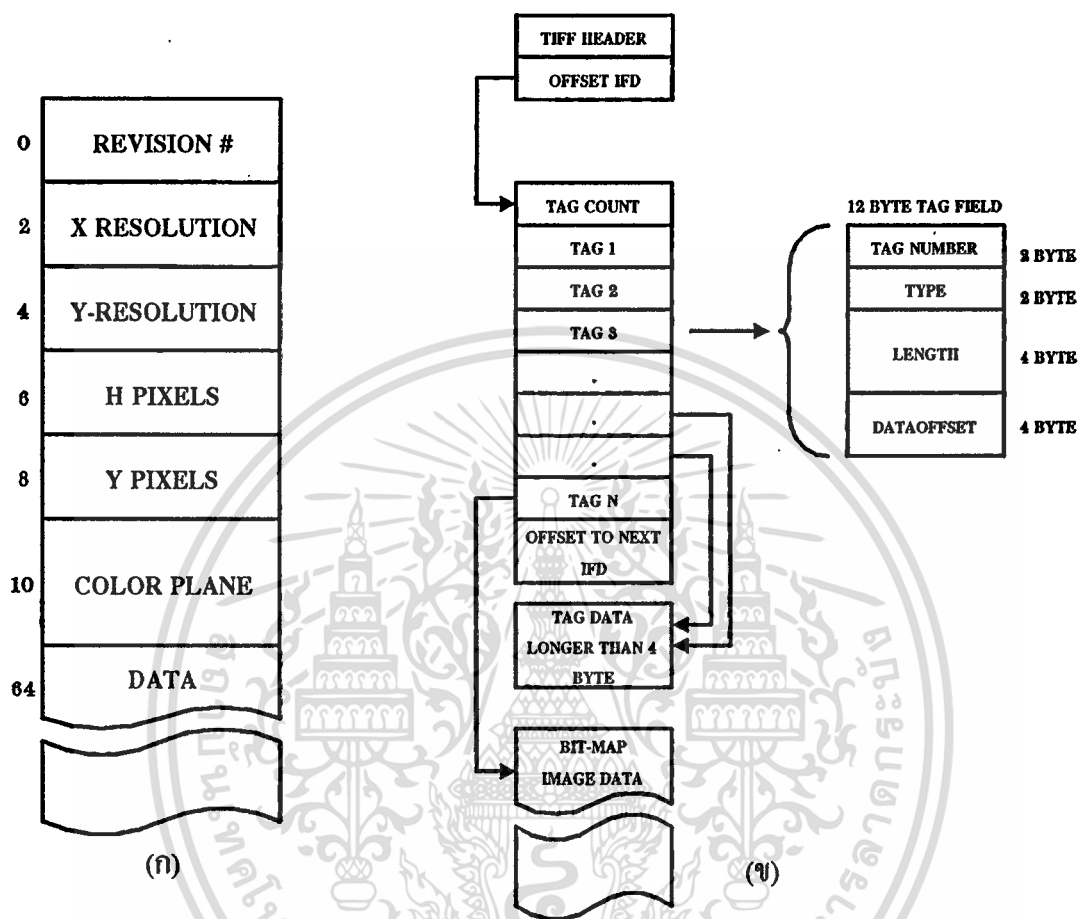 0 REVISION #
2 X RESOLUTION
4 Y-RESOLUTION
6 H PIXELS
8 Y PIXELS
10 COLOR PLANE
64 DATA
(ก)
TIFF HEADER
OFFSET IFD
TAG COUNT
TAG 1
TAG 2
TAG 3
.
.
.
TAG N
OFFSET TO NEXT
IFD
TAG DATA
LONGER THAN 4
BYTE
BIT-MAP
IMAGE DATA
12 BYTE TAG FIELD
TAG NUMBER 2 BYTE
TYPE 2 BYTE
LENGTH 4 BYTE
DATAOFFSET 4 BYTE
(ข)